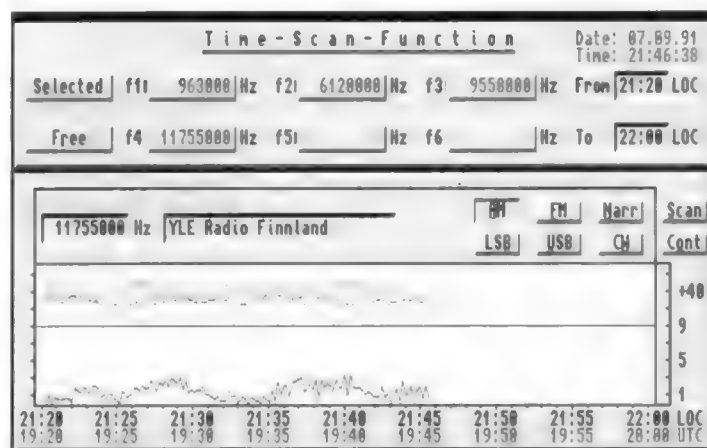 Time-Scan-Function
Date: 07.09.91
Time: 21:46:38
Selected f1 963000 Hz f2 6120000 Hz f3 9550000 Hz From 21:20 LOC
Free f4 11755000 Hz f5 Hz f6 Hz To 22:00 LOC
AM FM Narr Scan
11755000 Hz YLE Radio Finnland
LSB USB CW Cont
+40
9
5
1
21:20 21:25 21:30 21:35 21:40 21:45 21:50 21:55 22:00 LOC
19:20 19:25 19:30 19:35 19:40 19:45 19:50 19:55 20:00 UTC